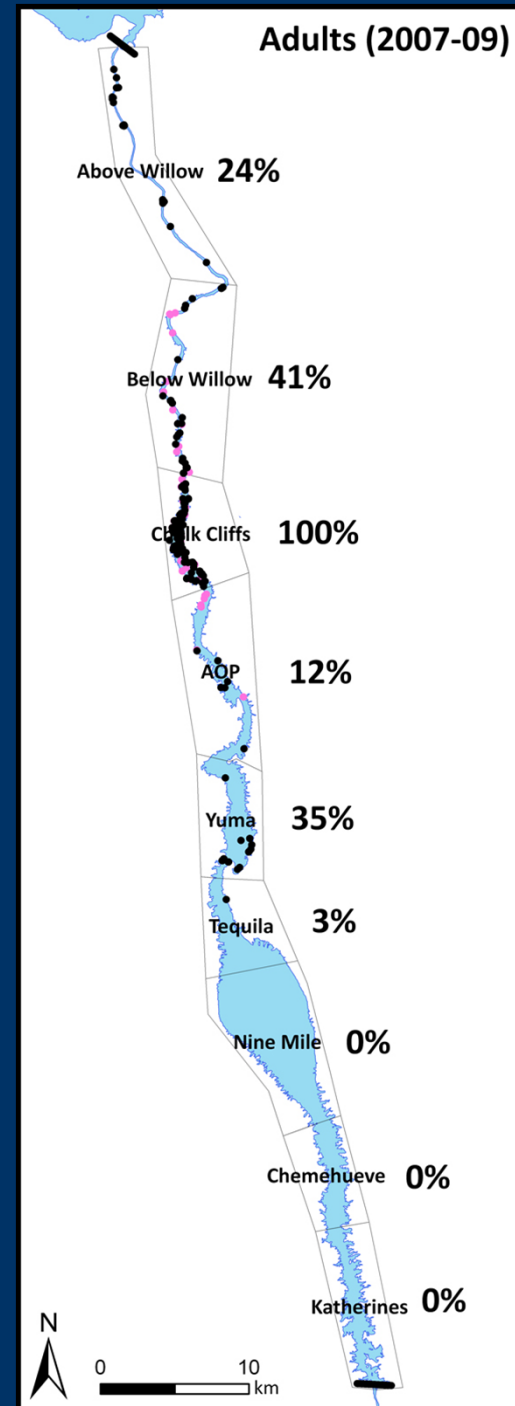 Adults (2007-09)
Above Willow 24%
Below Willow 41%
Chalk Cliffs 100%
AOP 12%
Yuma 35%
Tequila 3%
Nine Mile 0%
Chemehueve 0%
Katherines 0%
N
0 10
km